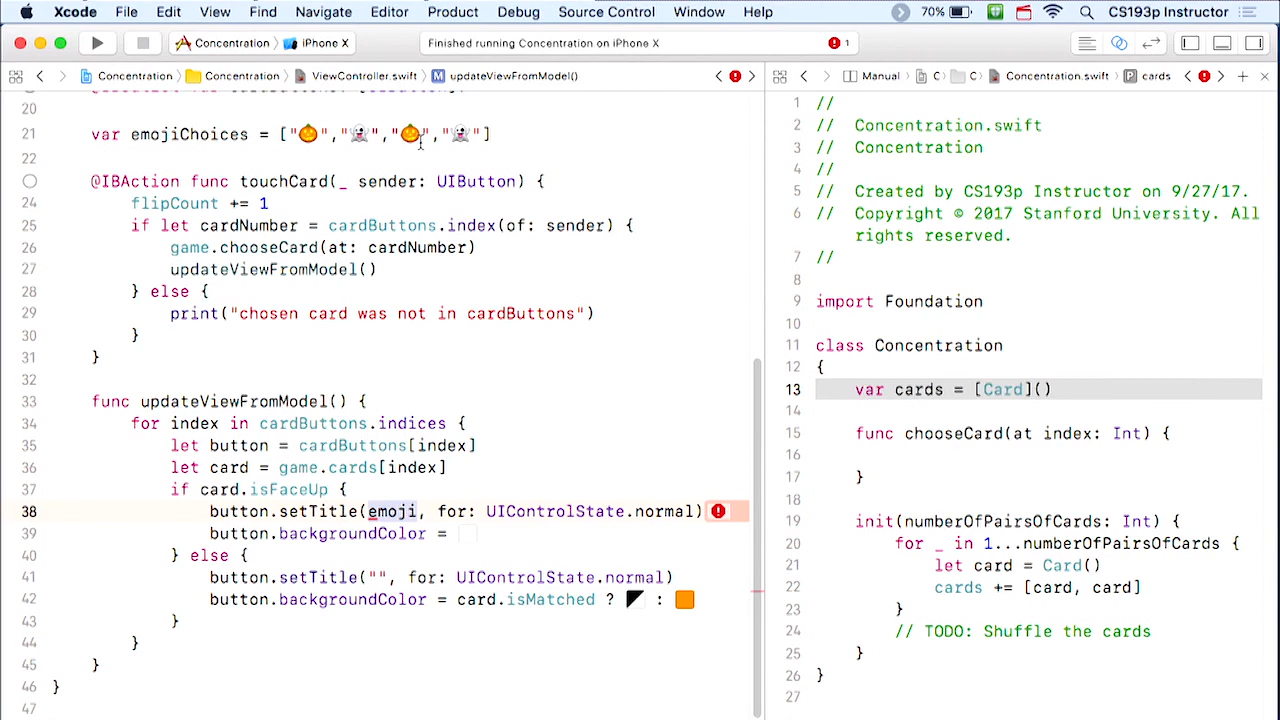 Xcode File Edit View Find Navigate Editor Product Debug Source Control Window Help 70% CS193p Instructor
Concentration iPhone X Finished running Concentration on iPhone X 1
Concentration Concentration ViewController.swift M updateViewFromModel()
20
21 var emojiChoices = ["🎃","👻","🎃","👻"]
22
@IBAction func touchCard(_ sender: UIButton) {
24 flipCount += 1
25 if let cardNumber = cardButtons.index(of: sender) {
26 game.chooseCard(at: cardNumber)
27 updateViewFromModel()
28 } else {
29 print("chosen card was not in cardButtons")
30 }
31 }
32
33 func updateViewFromModel() {
34 for index in cardButtons.indices {
35 let button = cardButtons[index]
36 let card = game.cards[index]
37 if card.isFaceUp {
38 button.setTitle(emoji, for: UIControlState.normal)
39 button.backgroundColor =
40 } else {
41 button.setTitle("", for: UIControlState.normal)
42 button.backgroundColor = card.isMatched ? :
43 }
44 }
45 }
46 }
47
Manual C C Concentration.swift P cards
1 //
2 // Concentration.swift
3 // Concentration
4 //
5 // Created by CS193p Instructor on 9/27/17.
6 // Copyright © 2017 Stanford University. All
rights reserved.
7 //
8
9 import Foundation
10
11 class Concentration
12 {
13 var cards = [Card]()
14
15 func chooseCard(at index: Int) {
16
17 }
18
19 init(numberOfPairsOfCards: Int) {
20 for _ in 1...numberOfPairsOfCards {
21 let card = Card()
22 cards += [card, card]
23 }
24 // TODO: Shuffle the cards
25 }
26 }
27